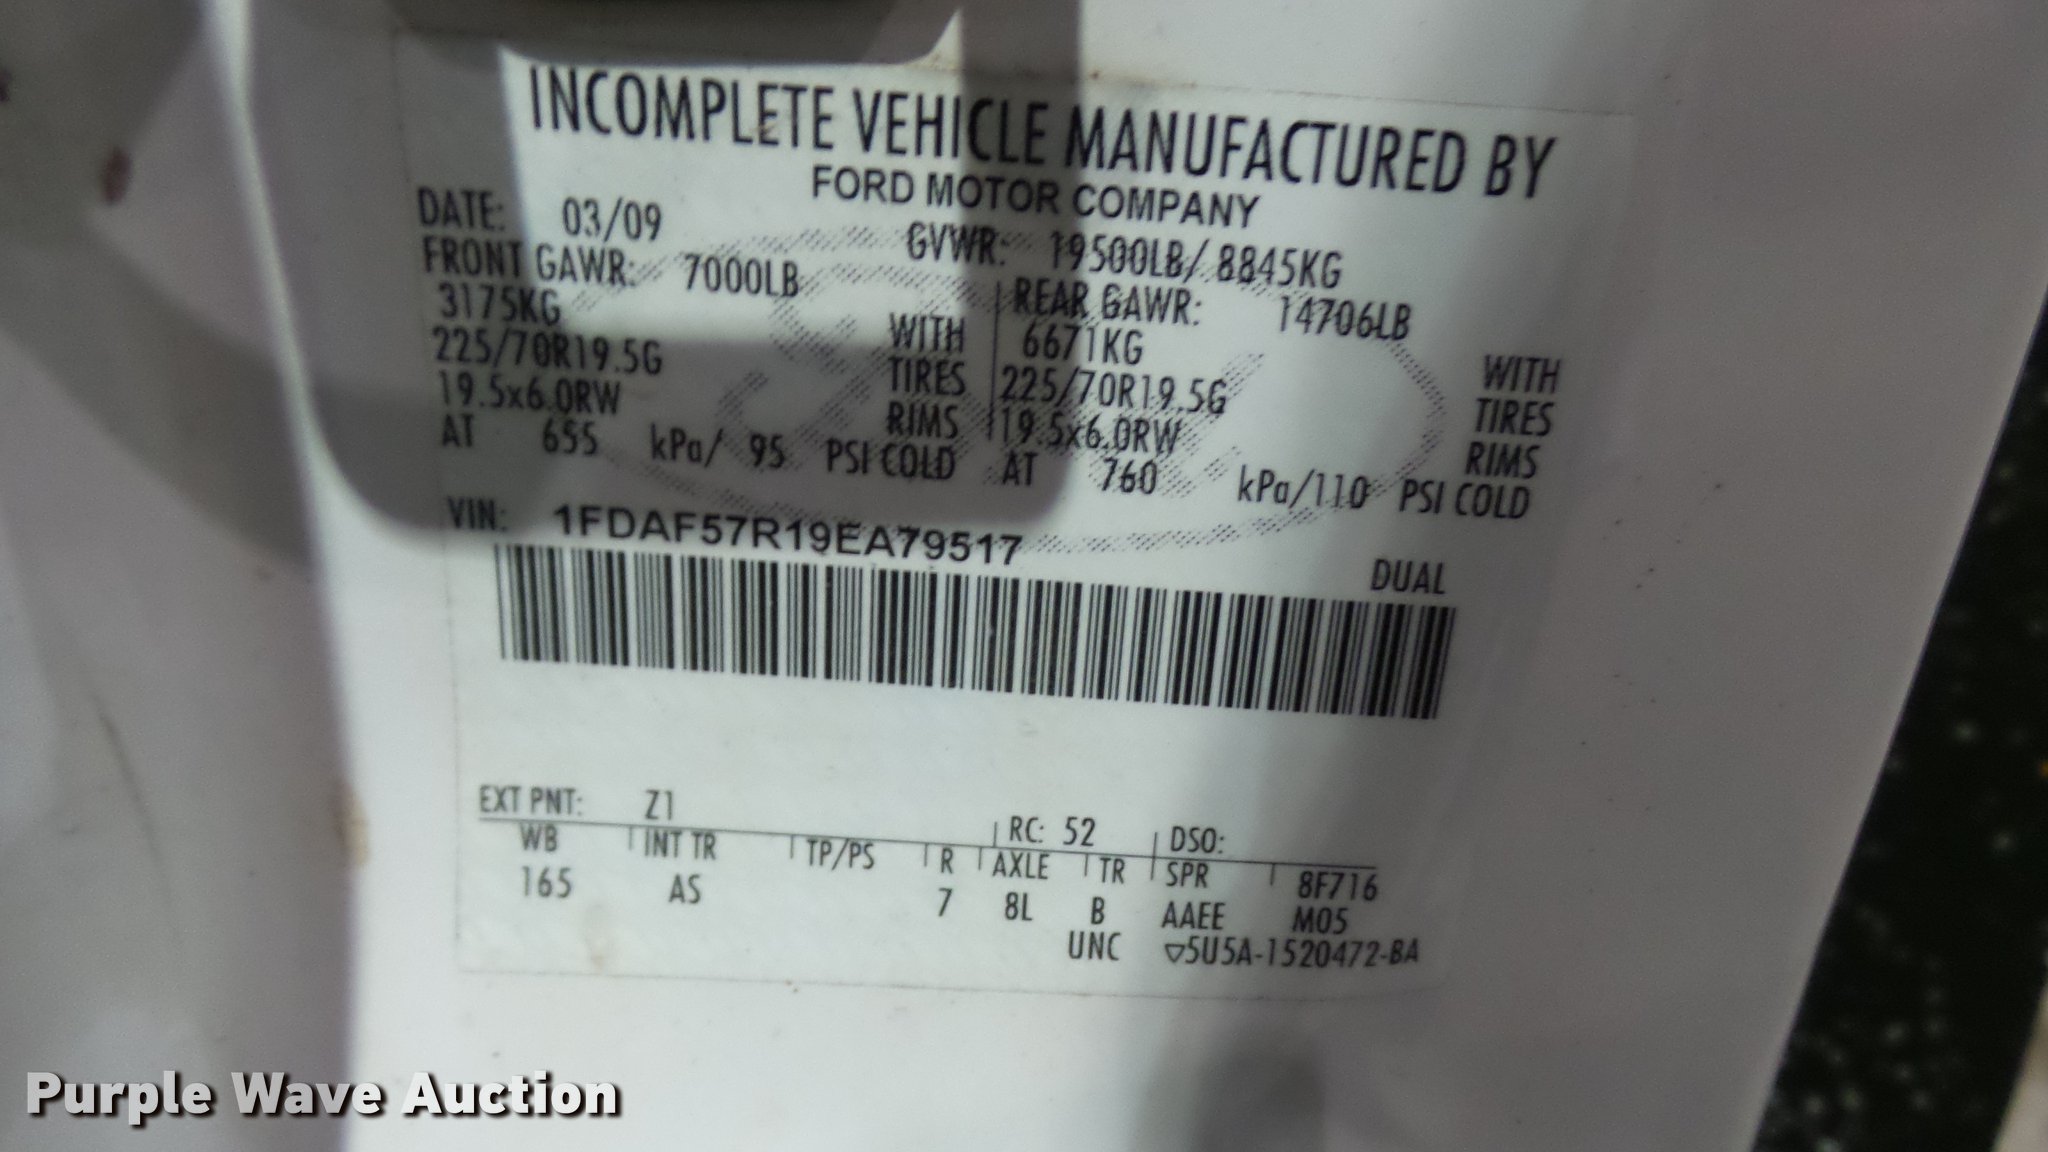 INCOMPLETE VEHICLE MANUFACTURED BY
FORD MOTOR COMPANY
DATE: 03/09 GVWR: 19500LB/ 8845KG
FRONT GAWR: 7000LB REAR GAWR: 14706LB
3175KG WITH 6671KG WITH
225/70R19.5G TIRES 225/70R19.5G TIRES
19.5x6.0RW RIMS 19.5x6.0RW RIMS
AT 655 kPa/ 95 PSI COLD AT 760 kPa/110 PSI COLD
VIN: 1FDAF57R19EA79517
DUAL
EXT PNT: Z1 RC: 52 DSO:
WB INT TR TP/PS R AXLE TR SPR 8F716
165 AS 7 8L B AAEE M05
UNC ▽5U5A-1520472-BA
Purple Wave Auction